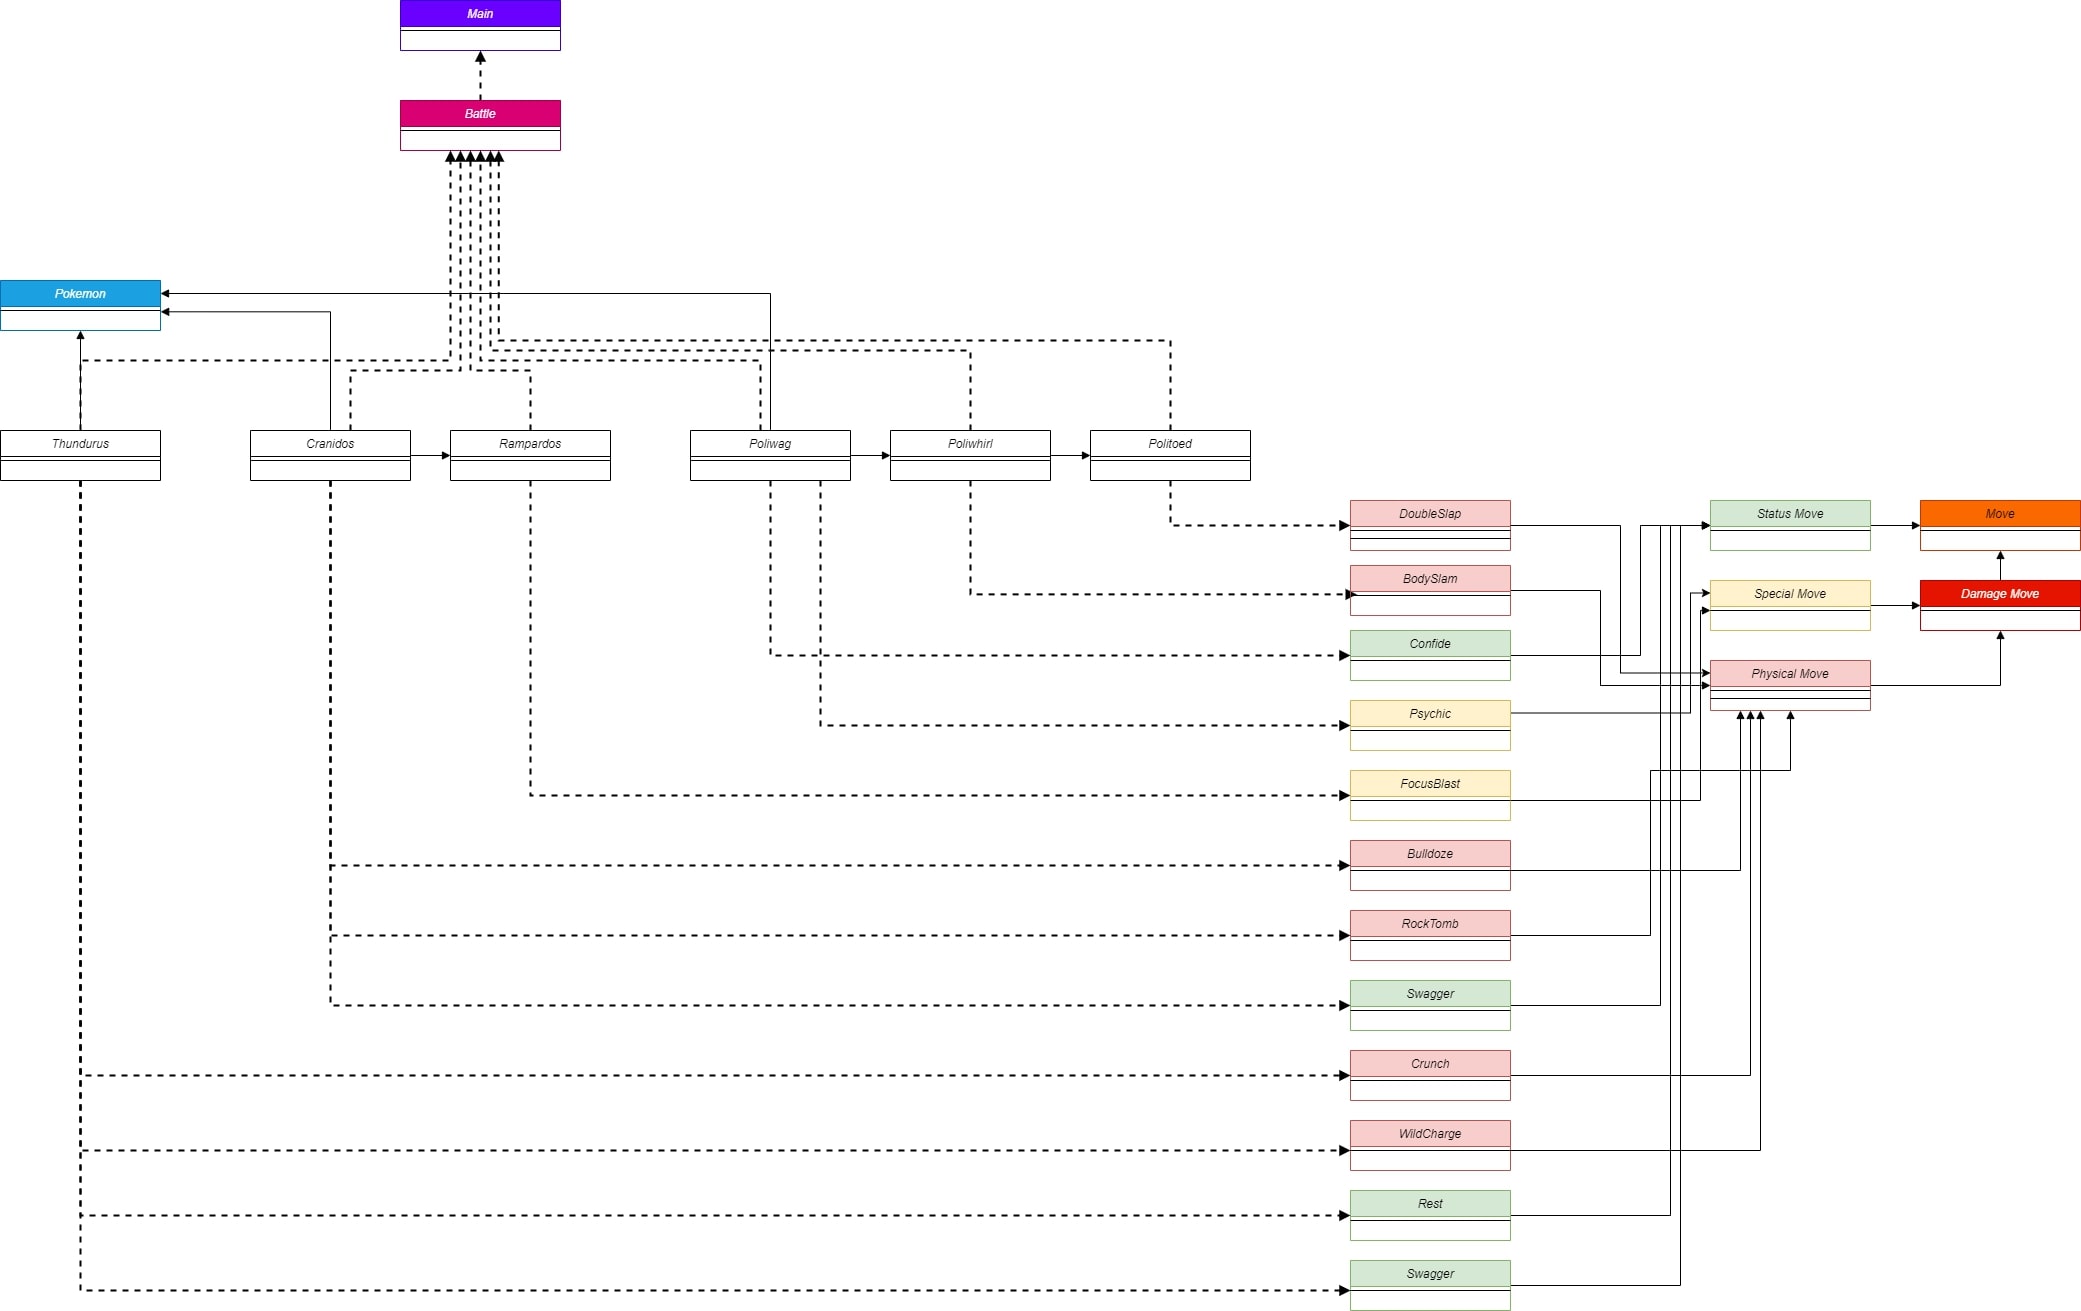 Main
Battle
Pokemon
Thundurus
Cranidos
Rampardos
Poliwag
Poliwhirl
Politoed
DoubleSlap
Status Move
Move
BodySlam
Special Move
Damage Move
Confide
Physical Move
Psychic
FocusBlast
Bulldoze
RockTomb
Swagger
Crunch
WildCharge
Rest
Swagger